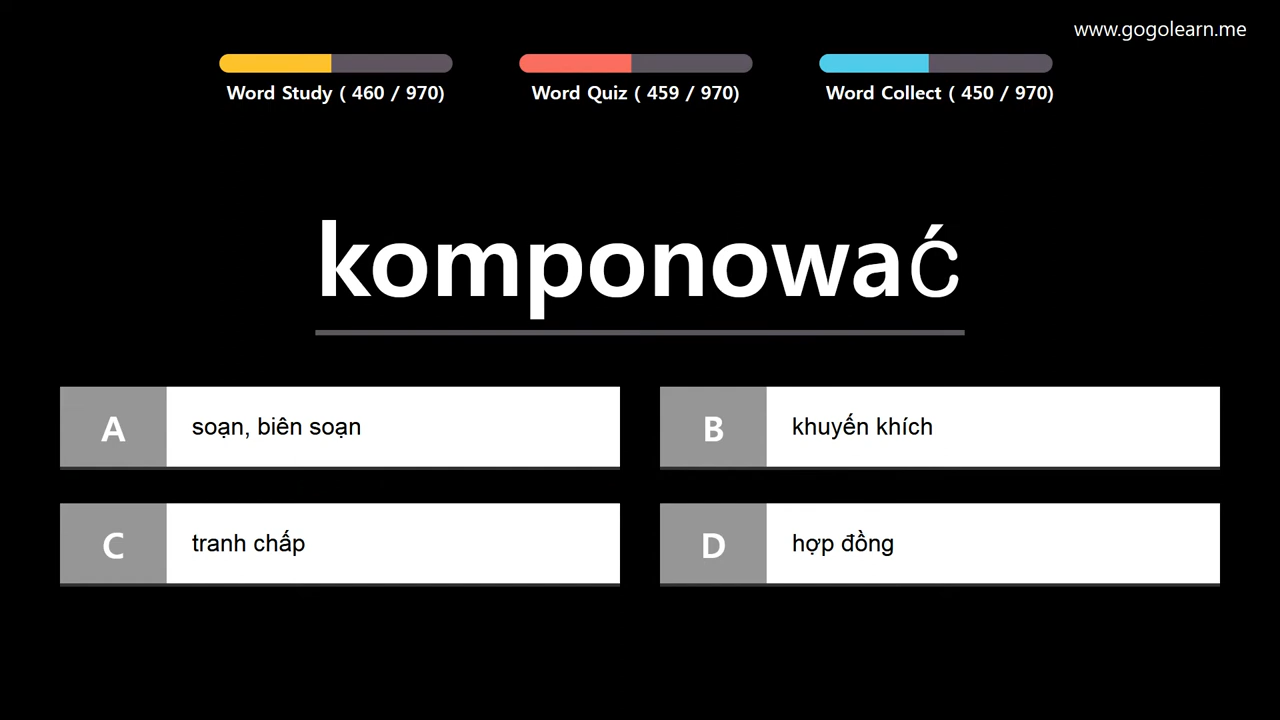 www.gogolearn.me
Word Study ( 460 / 970)
Word Quiz ( 459 / 970)
Word Collect ( 450 / 970)
komponować
A
soạn, biên soạn
B
khuyến khích
C
tranh chấp
D
hợp đồng